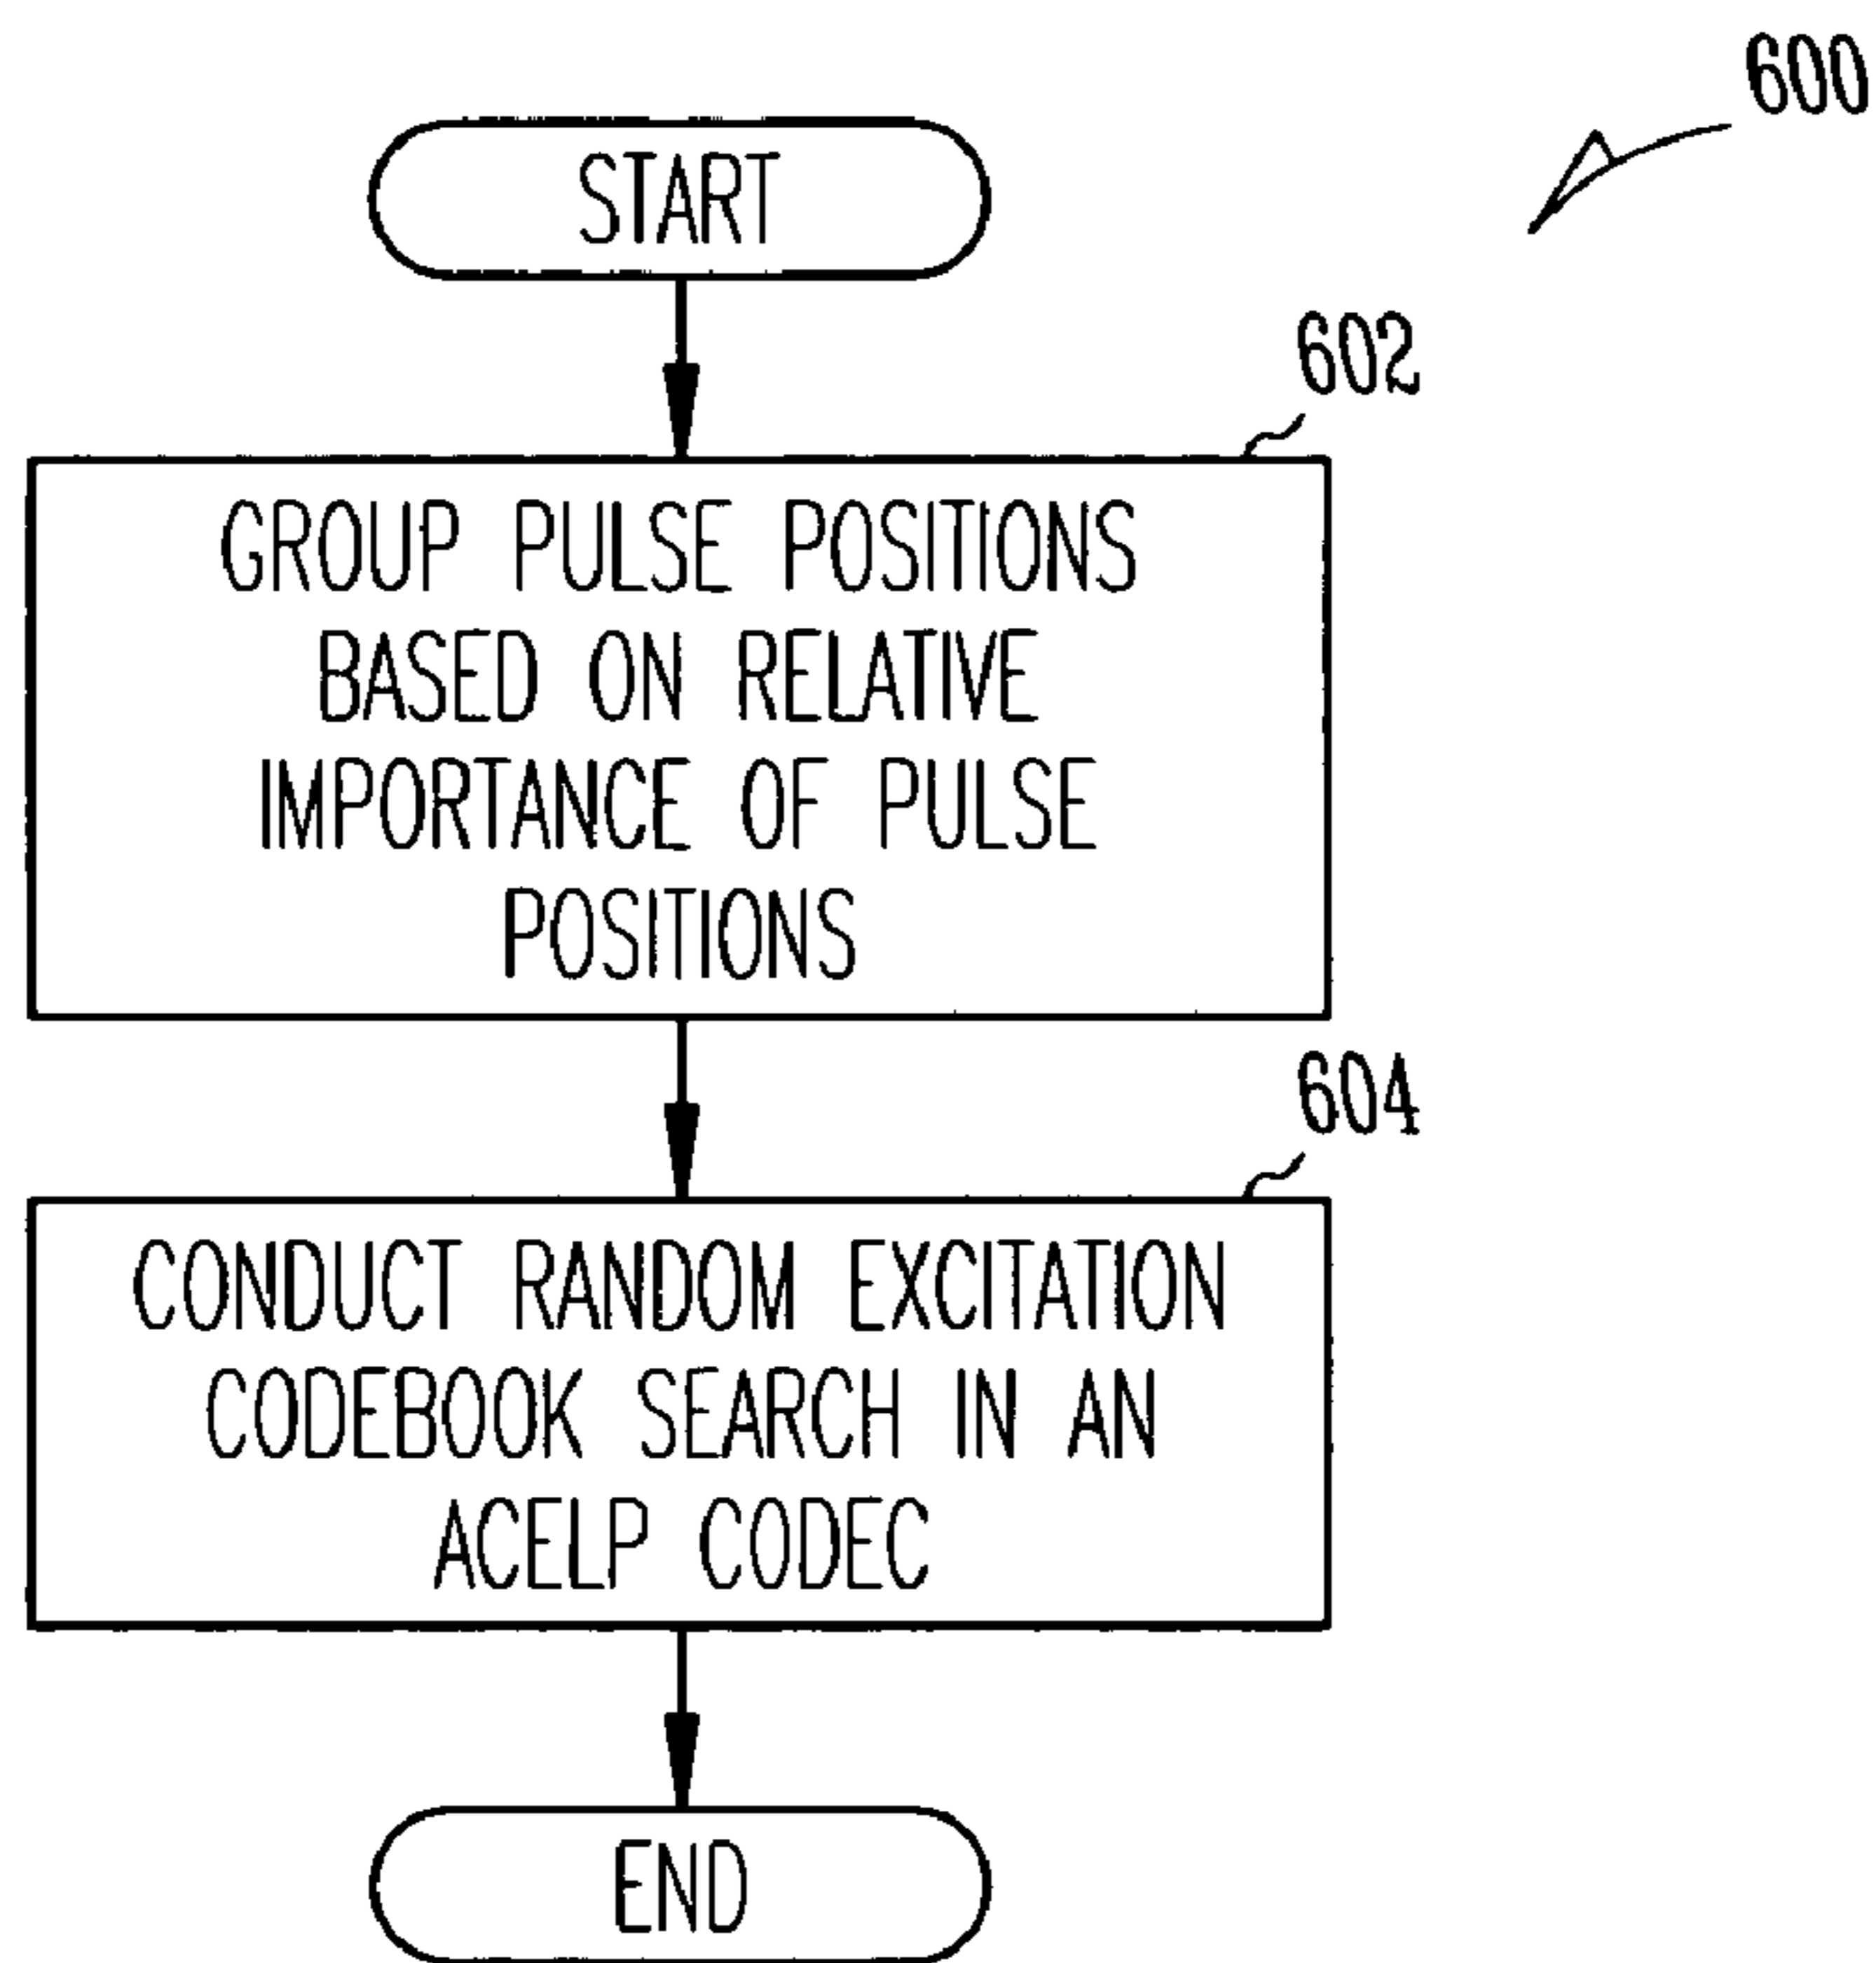 600
START
602
GROUP PULSE POSITIONS
BASED ON RELATIVE
IMPORTANCE OF PULSE
POSITIONS
604
CONDUCT RANDOM EXCITATION
CODEBOOK SEARCH IN AN
ACELP CODEC
END